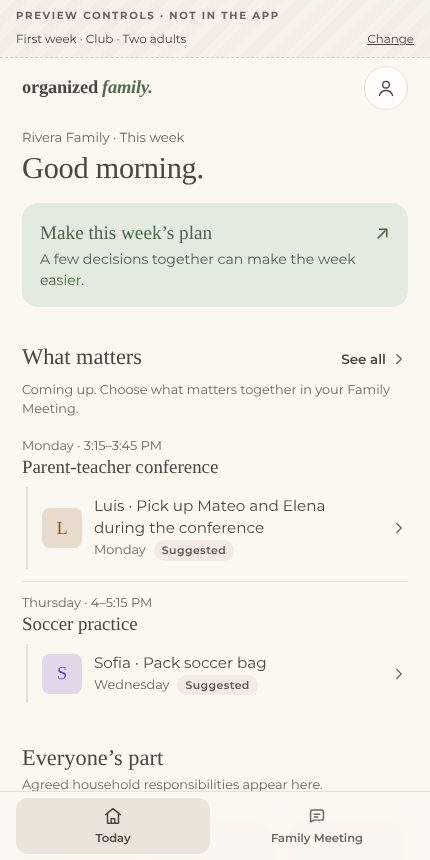 PREVIEW CONTROLS · NOT IN THE APP
First week · Club · Two adults
Change
organized family.
Rivera Family · This week
Good morning.
Make this week’s plan
A few decisions together can make the week
easier.
What matters
See all
Coming up. Choose what matters together in your Family
Meeting.
Monday · 3:15–3:45 PM
Parent-teacher conference
L
Luis · Pick up Mateo and Elena
during the conference
Monday
Suggested
Thursday · 4–5:15 PM
Soccer practice
S
Sofia · Pack soccer bag
Wednesday
Suggested
Everyone’s part
Agreed household responsibilities appear here.
Today
Family Meeting